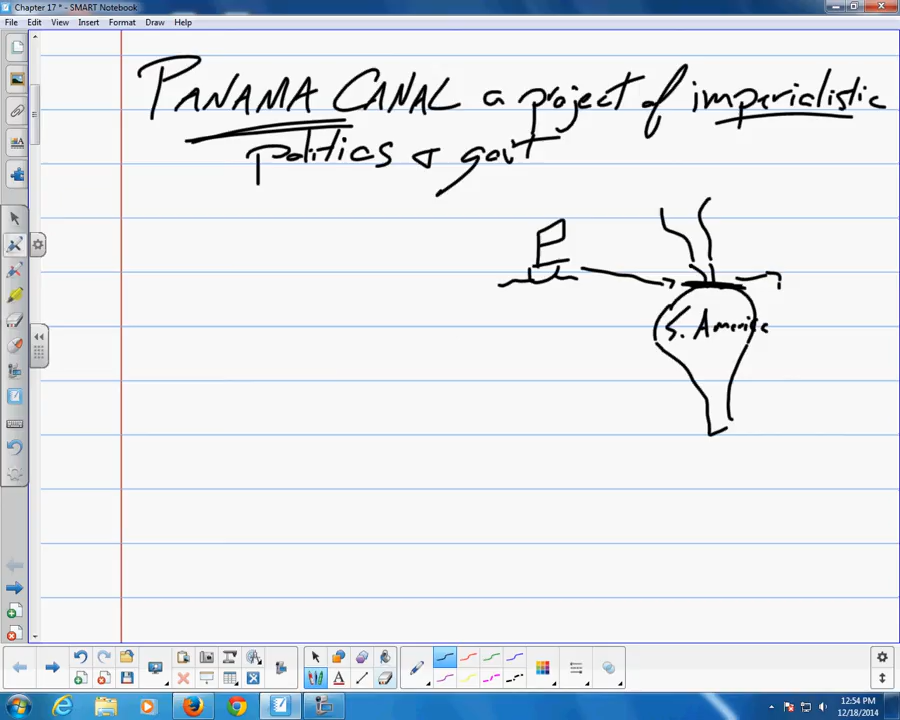 Chapter 17 * - SMART Notebook
File Edit View Insert Format Draw Help
PANAMA CANAL a project of imperialistic
politics & gov't
S. America
12:54 PM
12/18/2014